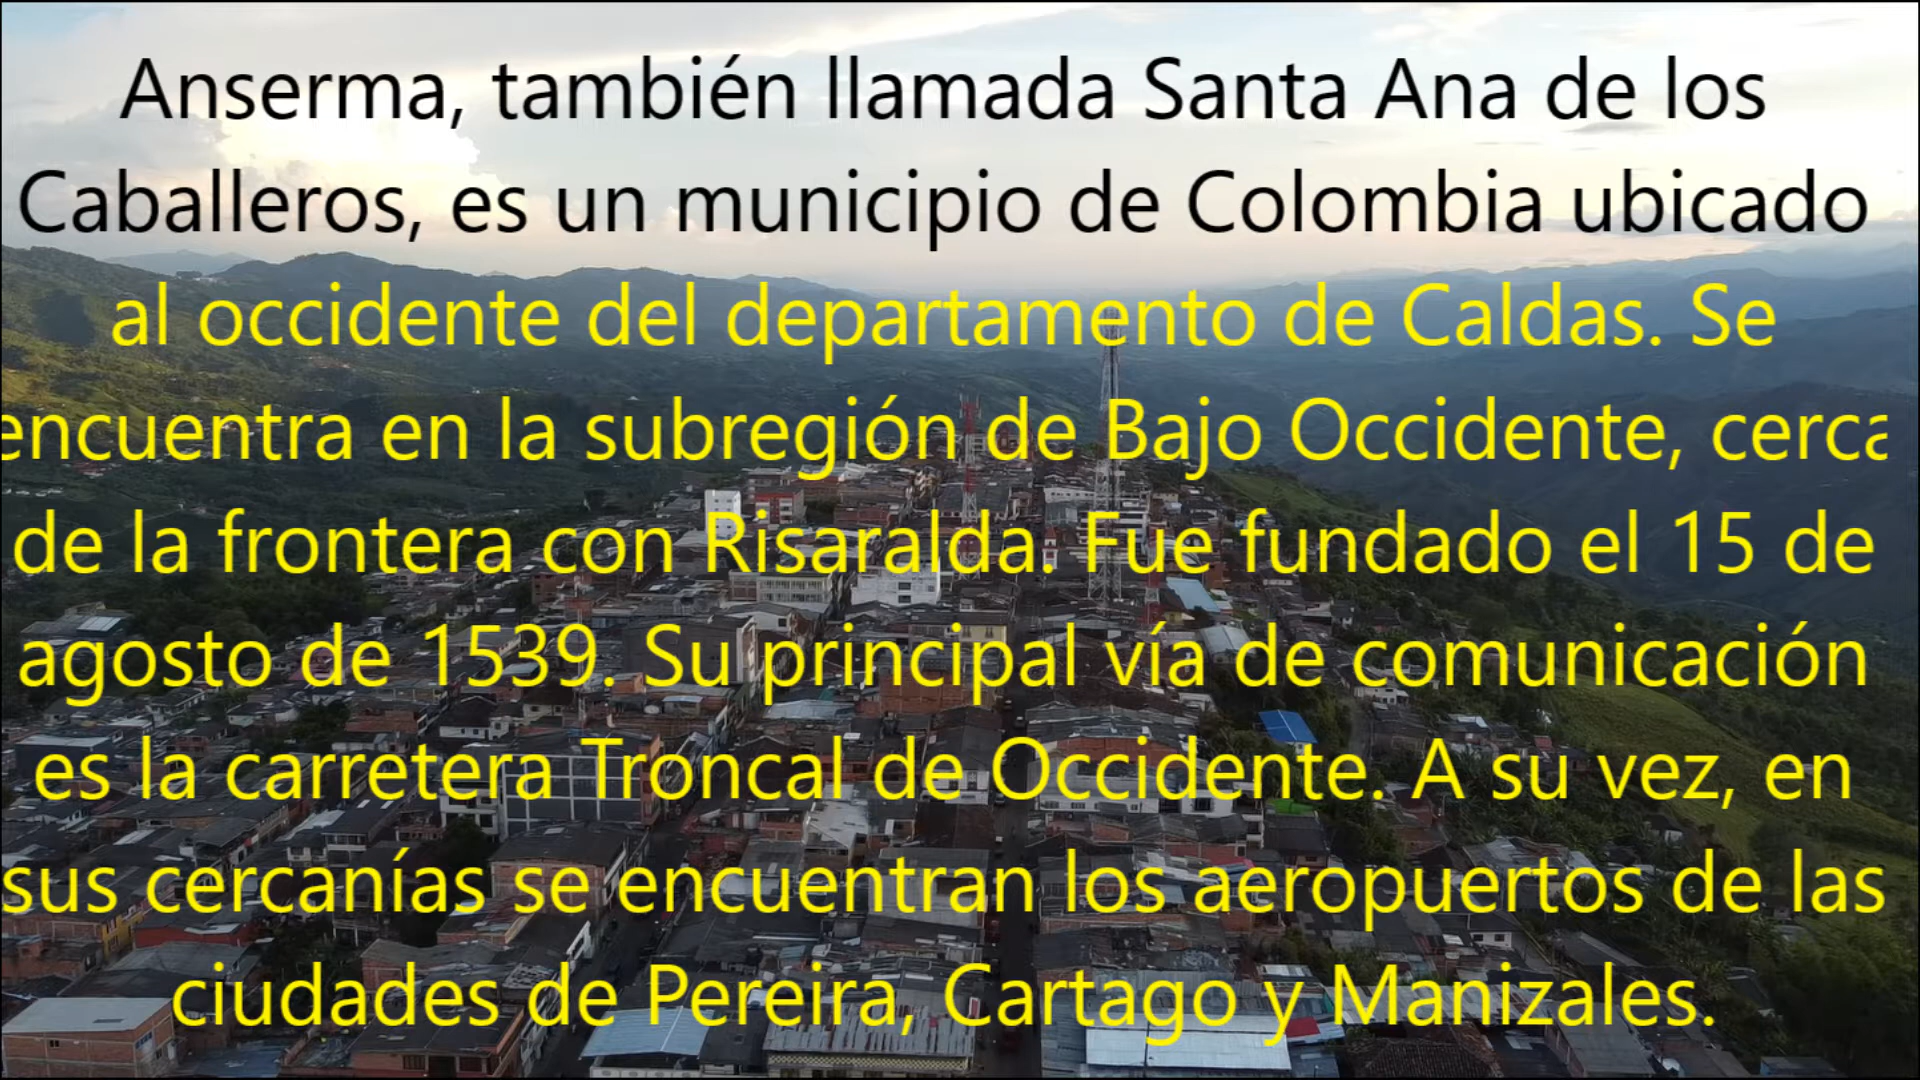 Anserma, también llamada Santa Ana de los
Caballeros, es un municipio de Colombia ubicado
al occidente del departamento de Caldas. Se
encuentra en la subregión de Bajo Occidente, cerca
de la frontera con Risaralda. Fue fundado el 15 de
agosto de 1539. Su principal vía de comunicación
es la carretera Troncal de Occidente. A su vez, en
sus cercanías se encuentran los aeropuertos de las
ciudades de Pereira, Cartago y Manizales.